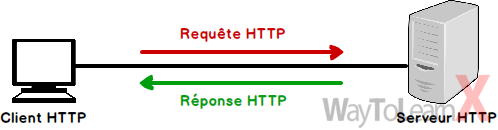 Requête HTTP
Réponse HTTP
Client HTTP
Serveur HTTP
WayToLearnX